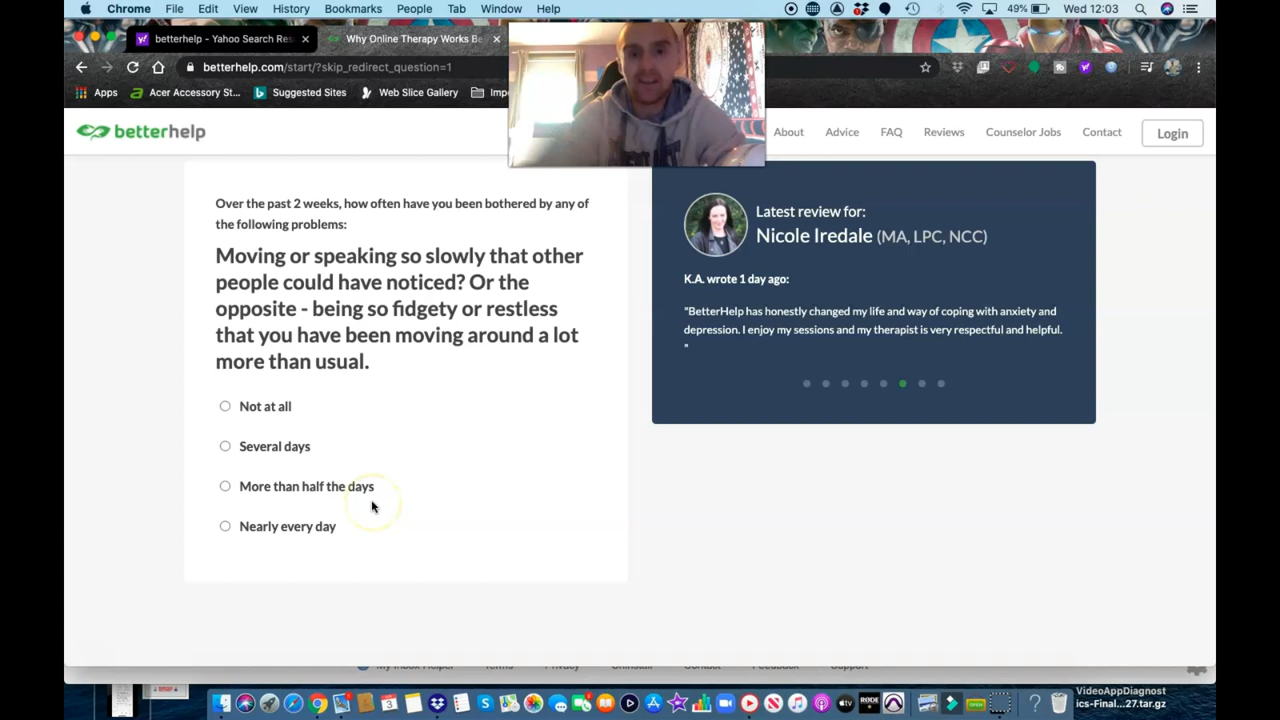 Chrome File Edit View History Bookmarks People Tab Window Help
49% Wed 12:03
betterhelp - Yahoo Search Res
Why Online Therapy Works Be
betterhelp.com/start/?skip_redirect_question=1
Apps Acer Accessory St... Suggested Sites Web Slice Gallery
betterhelp
About Advice FAQ Reviews Counselor Jobs Contact Login
Over the past 2 weeks, how often have you been bothered by any of
the following problems:
Moving or speaking so slowly that other
people could have noticed? Or the
opposite - being so fidgety or restless
that you have been moving around a lot
more than usual.
Not at all
Several days
More than half the days
Nearly every day
Latest review for:
Nicole Iredale (MA, LPC, NCC)
K.A. wrote 1 day ago:
"BetterHelp has honestly changed my life and way of coping with anxiety and
depression. I enjoy my sessions and my therapist is very respectful and helpful.
"
VideoAppDiagnost
ics-Final...27.tar.gz